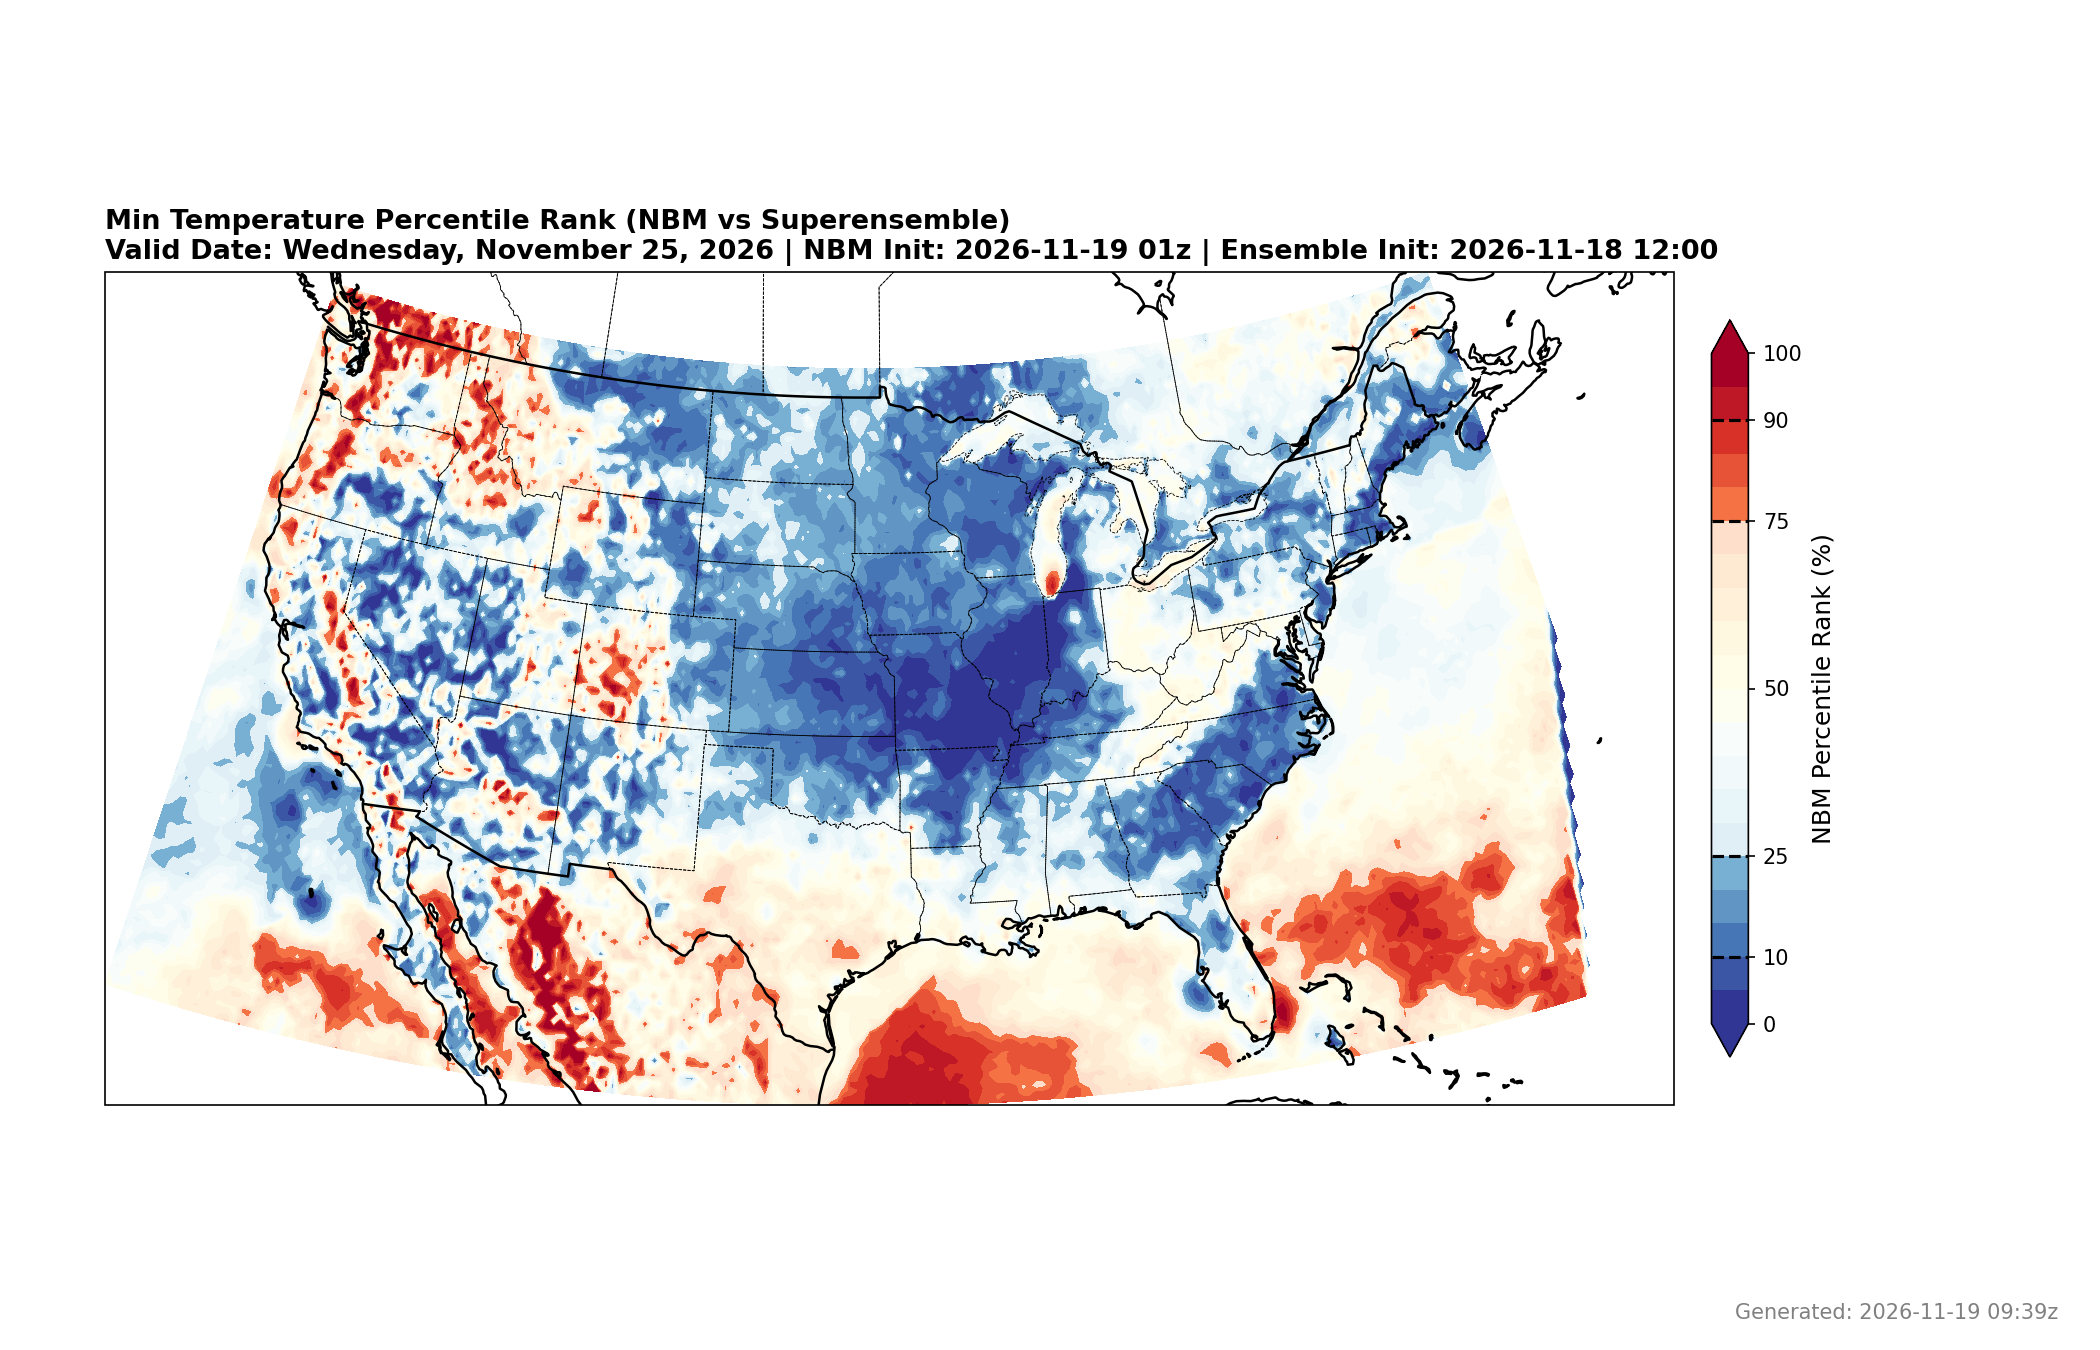 Min Temperature Percentile Rank (NBM vs Superensemble)
Valid Date: Wednesday, November 25, 2026 | NBM Init: 2026-11-19 01z | Ensemble Init: 2026-11-18 12:00
100
90
75
50
25
10
0
NBM Percentile Rank (%)
Generated: 2026-11-19 09:39z